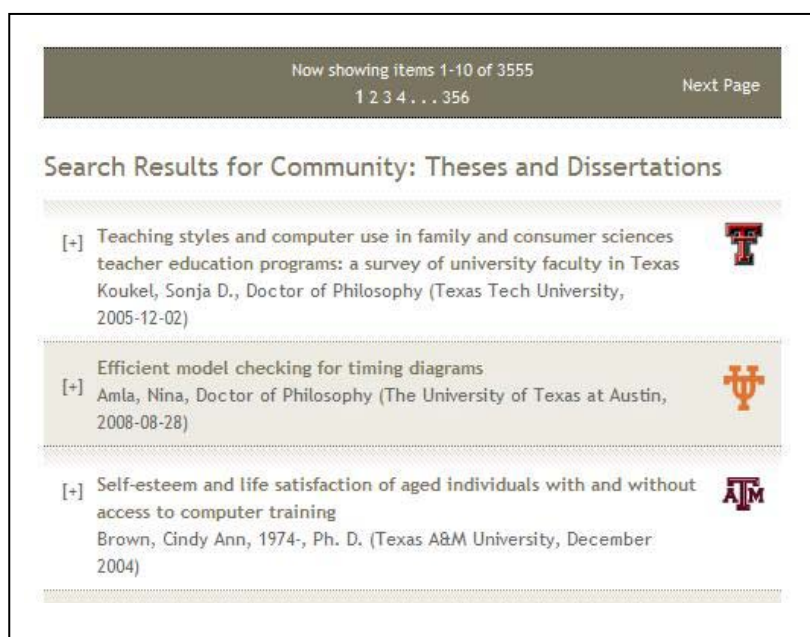 Now showing items 1-10 of 3555
1 2 3 4 . . . 356
Next Page
Search Results for Community: Theses and Dissertations
[+] Teaching styles and computer use in family and consumer sciences
teacher education programs: a survey of university faculty in Texas
Koukel, Sonja D., Doctor of Philosophy (Texas Tech University,
2005-12-02)
Efficient model checking for timing diagrams
[+] Amla, Nina, Doctor of Philosophy (The University of Texas at Austin,
2008-08-28)
[+] Self-esteem and life satisfaction of aged individuals with and without
access to computer training
Brown, Cindy Ann, 1974-, Ph. D. (Texas A&M University, December
2004)
T
UT
ATM